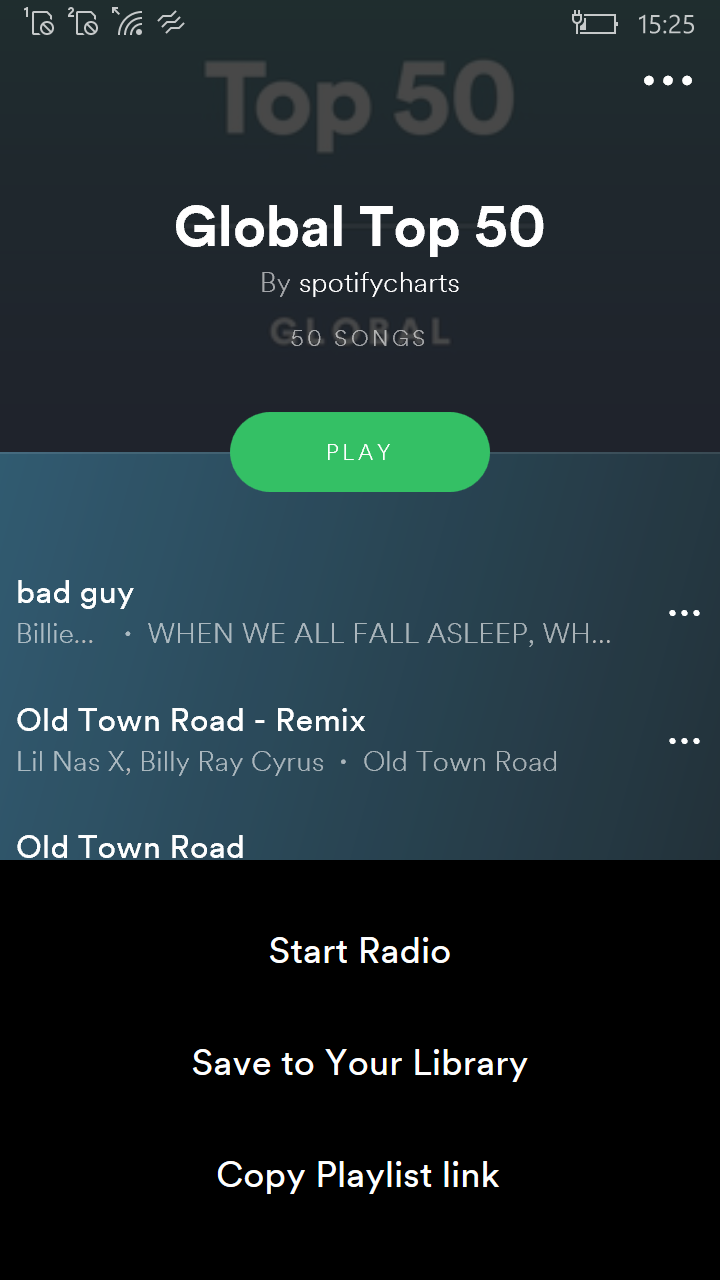 1 2 15:25
Top 50
Global Top 50
By spotifycharts
GLOBAL
50 SONGS
PLAY
bad guy
Billie... • WHEN WE ALL FALL ASLEEP, WH...
Old Town Road - Remix
Lil Nas X, Billy Ray Cyrus • Old Town Road
Old Town Road
Start Radio
Save to Your Library
Copy Playlist link